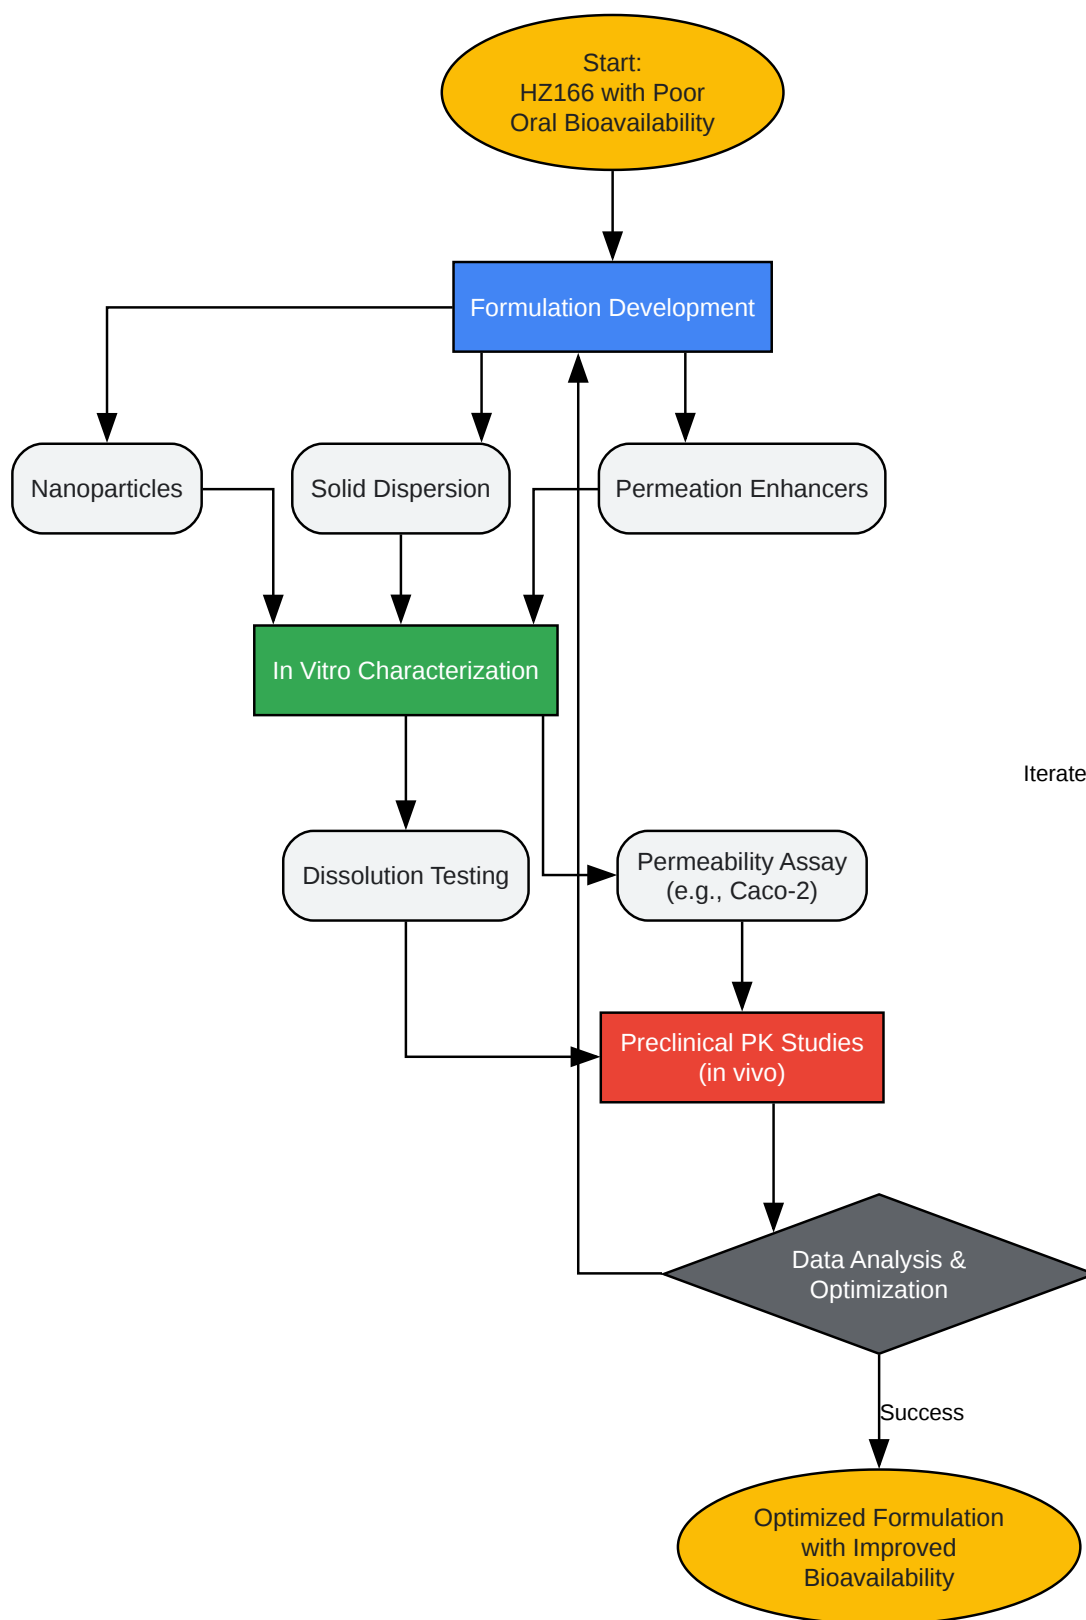 Start:
HZ166 with Poor
Oral Bioavailability
Formulation Development
Nanoparticles
Solid Dispersion
Permeation Enhancers
In Vitro Characterization
Iterate
Dissolution Testing
Permeability Assay
(e.g., Caco-2)
Preclinical PK Studies
(in vivo)
Data Analysis &
Optimization
Success
Optimized Formulation
with Improved
Bioavailability